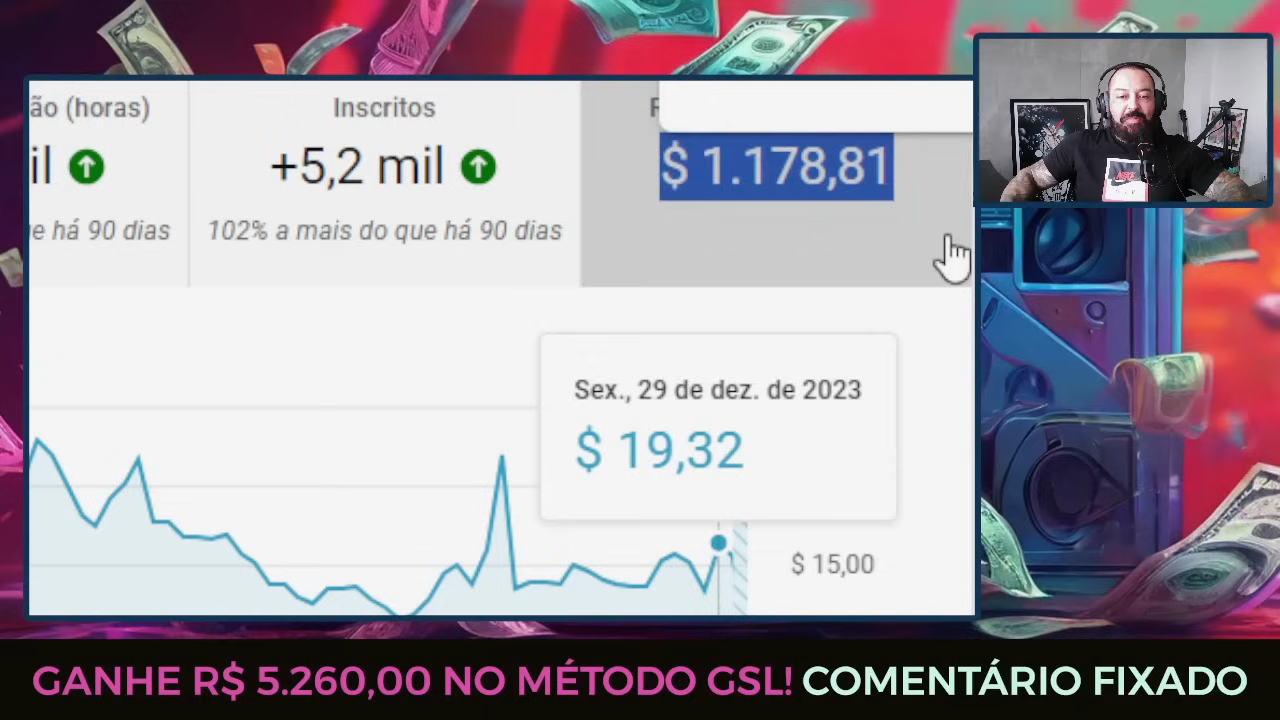 ão (horas)
Inscritos
il
+5,2 mil
$ 1.178,81
e há 90 dias
102% a mais do que há 90 dias
Sex., 29 de dez. de 2023
$ 19,32
$ 15,00
GANHE R$ 5.260,00 NO MÉTODO GSL! COMENTÁRIO FIXADO